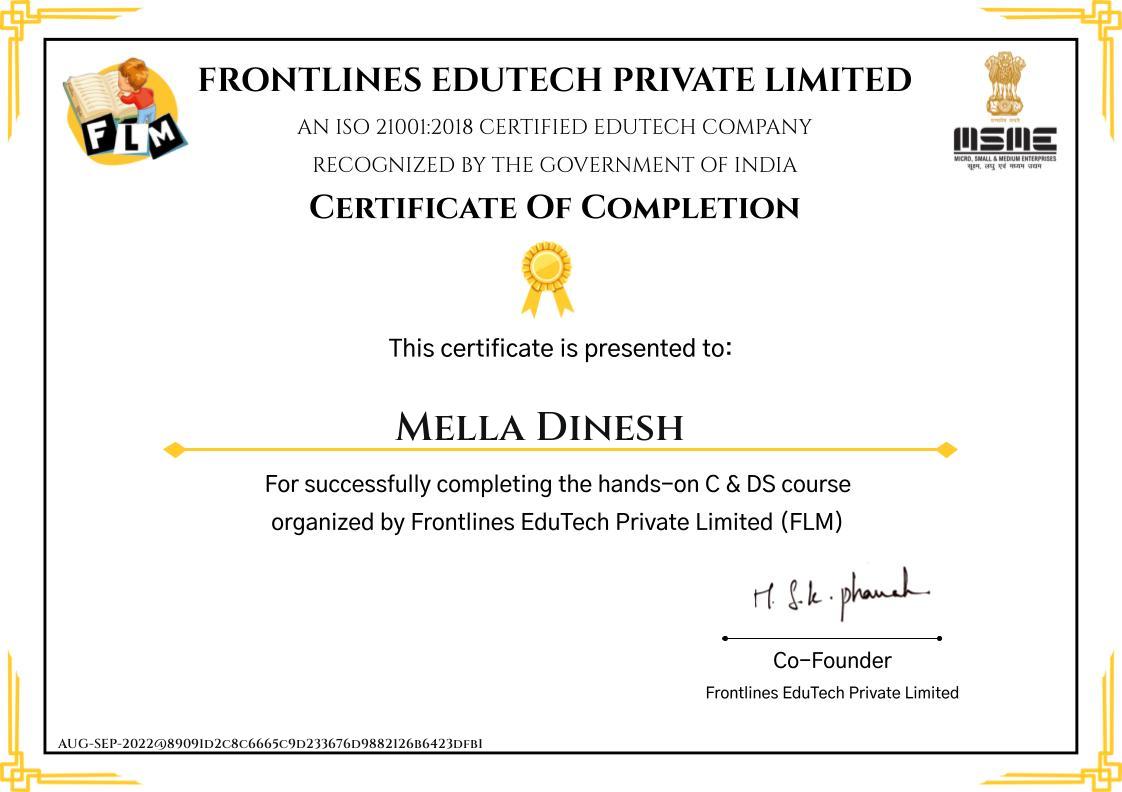 FLM
FRONTLINES EDUTECH PRIVATE LIMITED
AN ISO 21001:2018 CERTIFIED EDUTECH COMPANY
RECOGNIZED BY THE GOVERNMENT OF INDIA
CERTIFICATE OF COMPLETION
सत्यमेव जयते
MSME
MICRO, SMALL & MEDIUM ENTERPRISES
सूक्ष्म, लघु एवं मध्यम उद्यम
This certificate is presented to:
MELLA DINESH
For successfully completing the hands-on C & DS course
organized by Frontlines EduTech Private Limited (FLM)
M. S.k.
Co-Founder
Frontlines EduTech Private Limited
AUG-SEP-2022@89091D2C8C6665C9D233676D9882126B6423DFB1